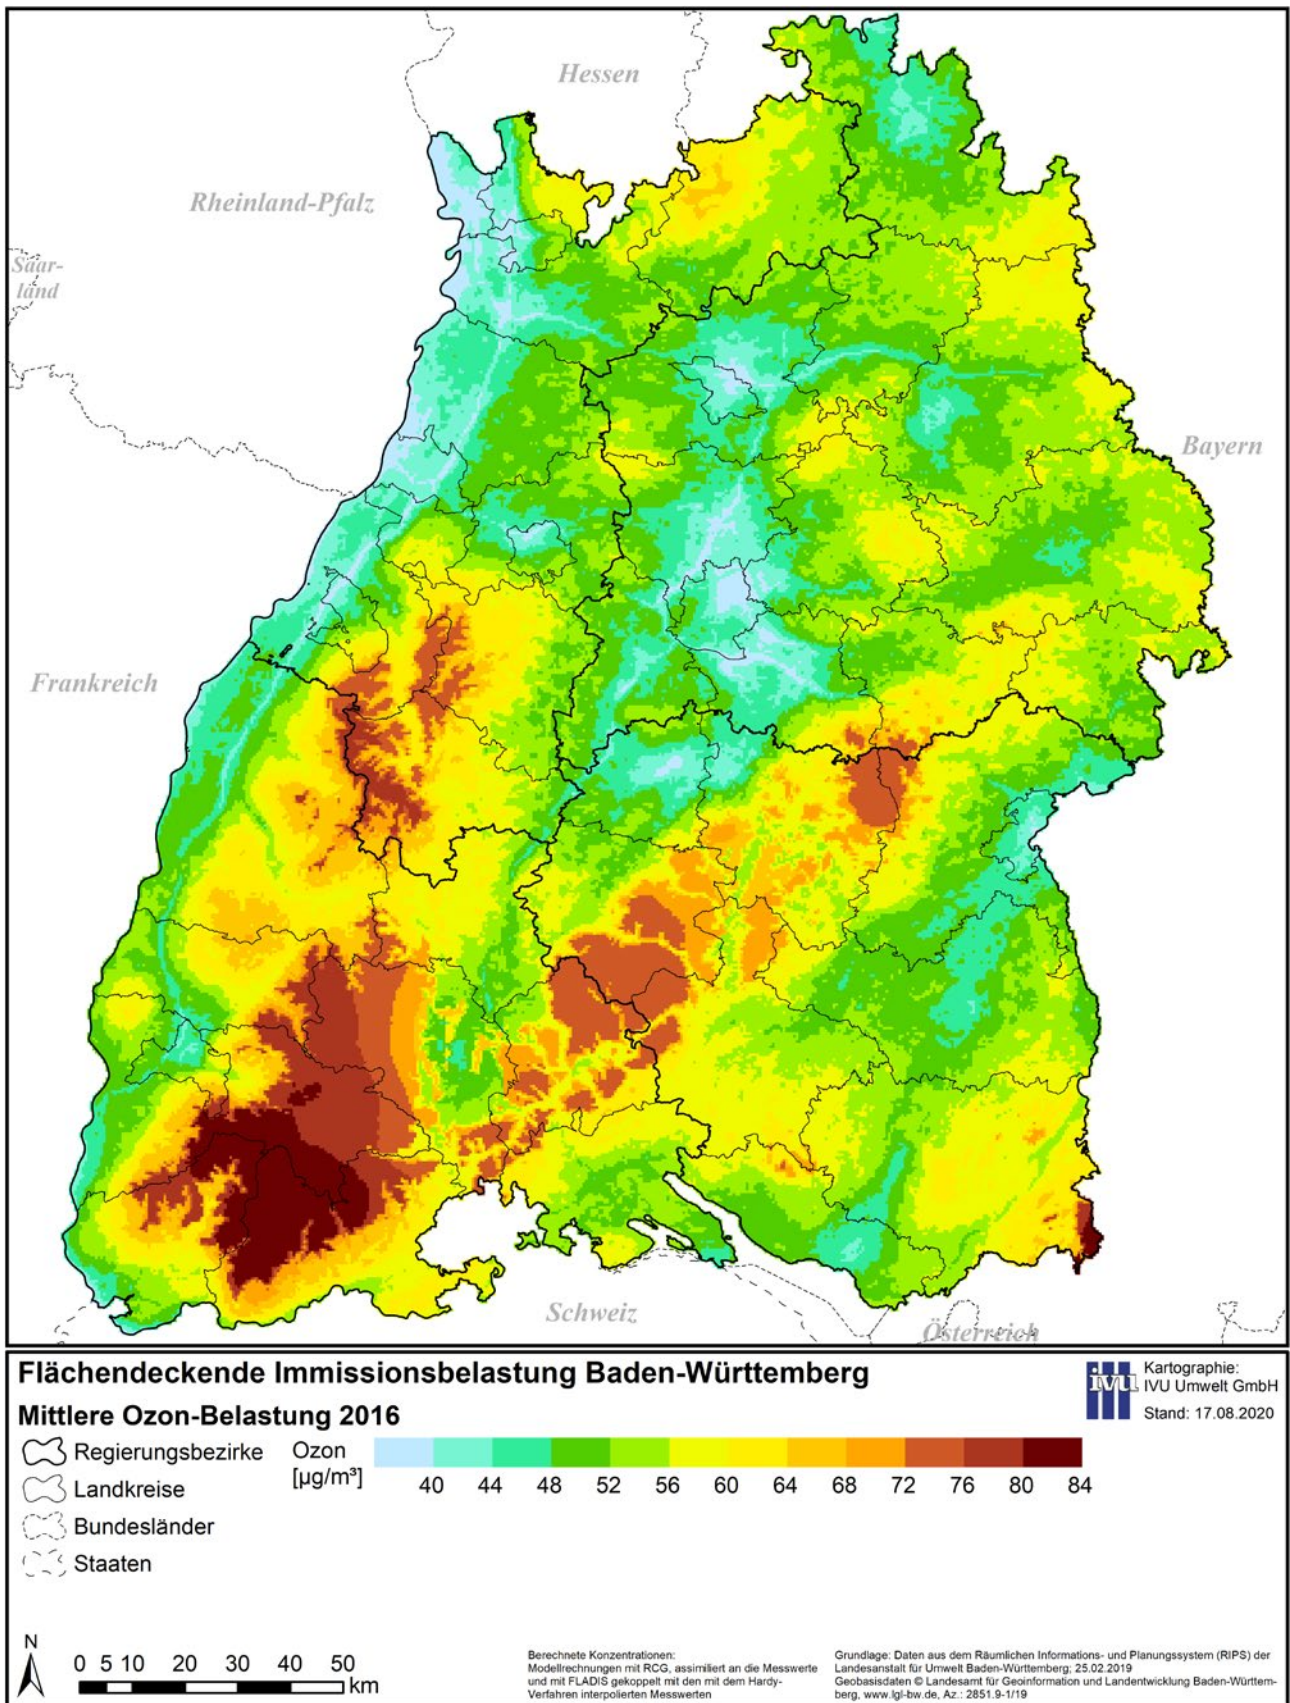 Hessen
Rheinland-Pfalz
Saar-
land
Bayern
Frankreich
Schweiz
Österreich
Flächendeckende Immissionsbelastung Baden-Württemberg
Mittlere Ozon-Belastung 2016
Regierungsbezirke
Landkreise
Bundesländer
Staaten
Ozon
[µg/m³]
40 44 48 52 56 60 64 68 72 76 80 84
ivu
Kartographie:
IVU Umwelt GmbH
Stand: 17.08.2020
N
0 5 10 20 30 40 50
km
Berechnete Konzentrationen:
Modellrechnungen mit RCG, assimiliert an die Messwerte
und mit FLADIS gekoppelt mit den mit dem Hardy-
Verfahren interpolierten Messwerten
Grundlage: Daten aus dem Räumlichen Informations- und Planungssystem (RIPS) der
Landesanstalt für Umwelt Baden-Württemberg; 25.02.2019
Geobasisdaten © Landesamt für Geoinformation und Landentwicklung Baden-Württem-
berg, www.lgl-bw.de, Az.: 2851.9-1/19